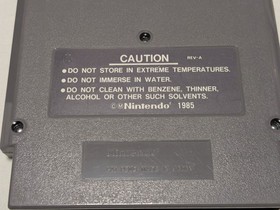 CAUTION REV-A
● DO NOT STORE IN EXTREME TEMPERATURES.
● DO NOT IMMERSE IN WATER.
● DO NOT CLEAN WITH BENZENE, THINNER,
ALCOHOL OR OTHER SUCH SOLVENTS.
©Ⓜ Nintendo® 1985